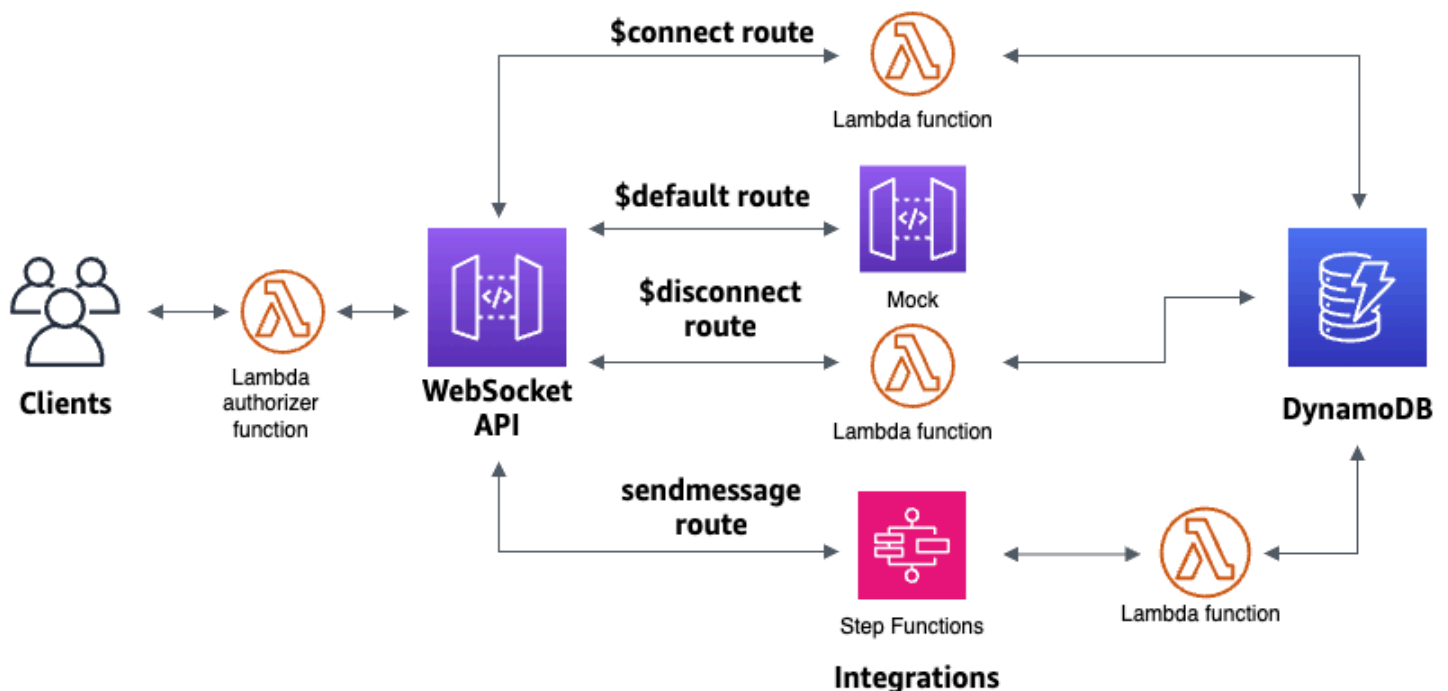 $connect route
Lambda function
$default route
</>
Mock
$disconnect
route
Lambda function
Clients
Lambda
authorizer
function
</>
WebSocket
API
DynamoDB
sendmessage
route
Step Functions
Lambda function
Integrations